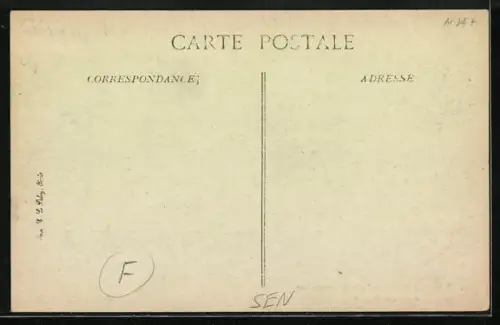 CARTE POSTALE
CORRESPONDANCE
ADRESSE
F
SEN